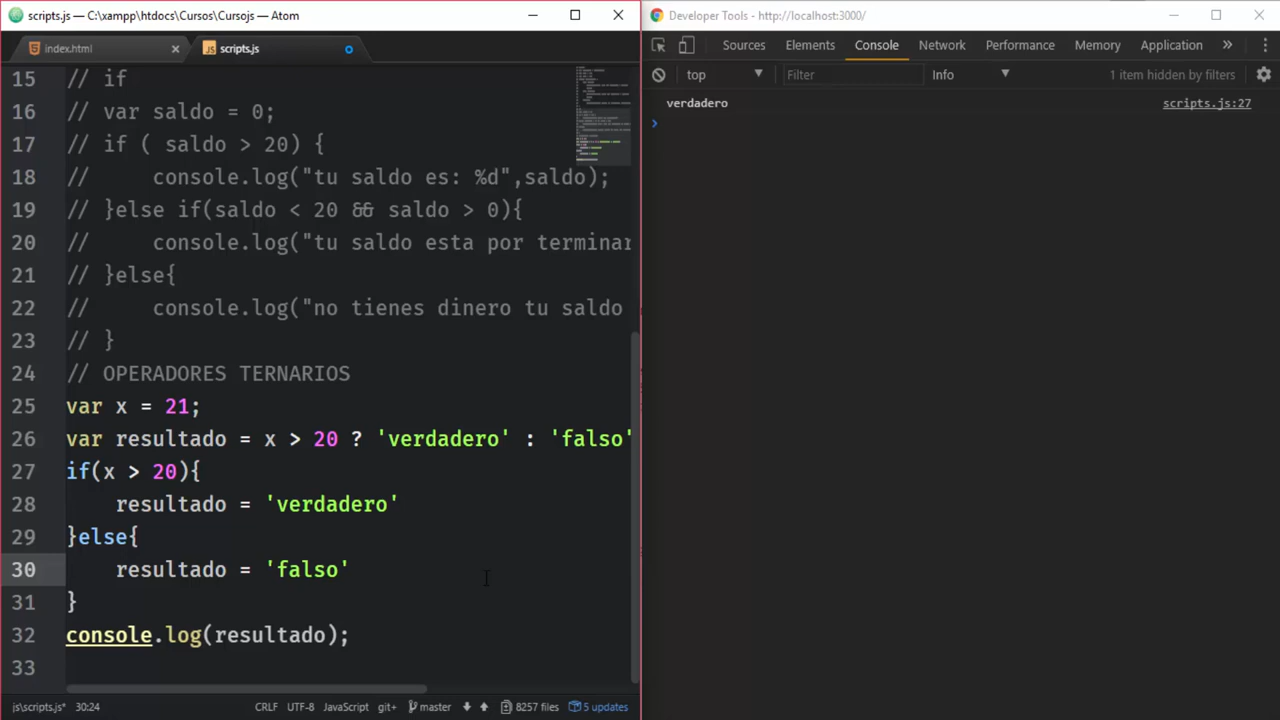 scripts.js — C:\xampp\htdocs\Cursos\Cursojs — Atom
index.html
scripts.js
15 // if
16 // var saldo = 0;
17 // if ( saldo > 20) {
18 //     console.log("tu saldo es: %d",saldo);
19 // }else if(saldo < 20 && saldo > 0){
20 //     console.log("tu saldo esta por terminar
21 // }else{
22 //     console.log("no tienes dinero tu saldo
23 // }
24 // OPERADORES TERNARIOS
25 var x = 21;
26 var resultado = x > 20 ? 'verdadero' : 'falso'
27 if(x > 20){
28     resultado = 'verdadero'
29 }else{
30     resultado = 'falso'
31 }
32 console.log(resultado);
33
js\scripts.js* 30:24 CRLF UTF-8 JavaScript git+ master 8257 files 5 updates
Developer Tools - http://localhost:3000/
Sources Elements Console Network Performance Memory Application »
top Filter Info 1 item hidden by filters
verdadero scripts.js:27